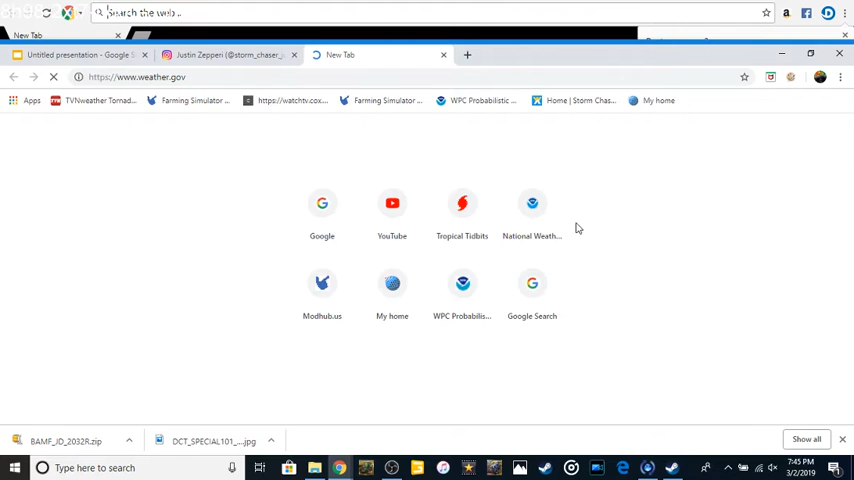 Search the web...
New Tab
Untitled presentation - Google S
Justin Zepperi (@storm_chaser_
New Tab
https://www.weather.gov
Apps
TVNweather Tornad...
Farming Simulator ...
https://watchtv.cox....
Farming Simulator ...
WPC Probabilistic ...
Home | Storm Chas...
My home
Google
YouTube
Tropical Tidbits
National Weath...
Modhub.us
My home
WPC Probabilis...
Google Search
BAMF_JD_2032R.zip
DCT_SPECIAL101_....jpg
Show all
Type here to search
7:45 PM
3/2/2019